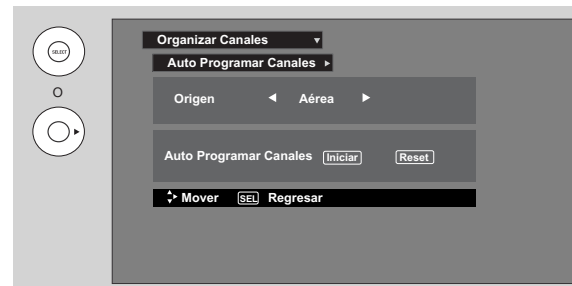 Organizar Canales ▼
SELECT
Auto Programar Canales ▶
O
Origen ◀ Aérea ▶
Auto Programar Canales Iniciar Reset
Mover SEL Regresar